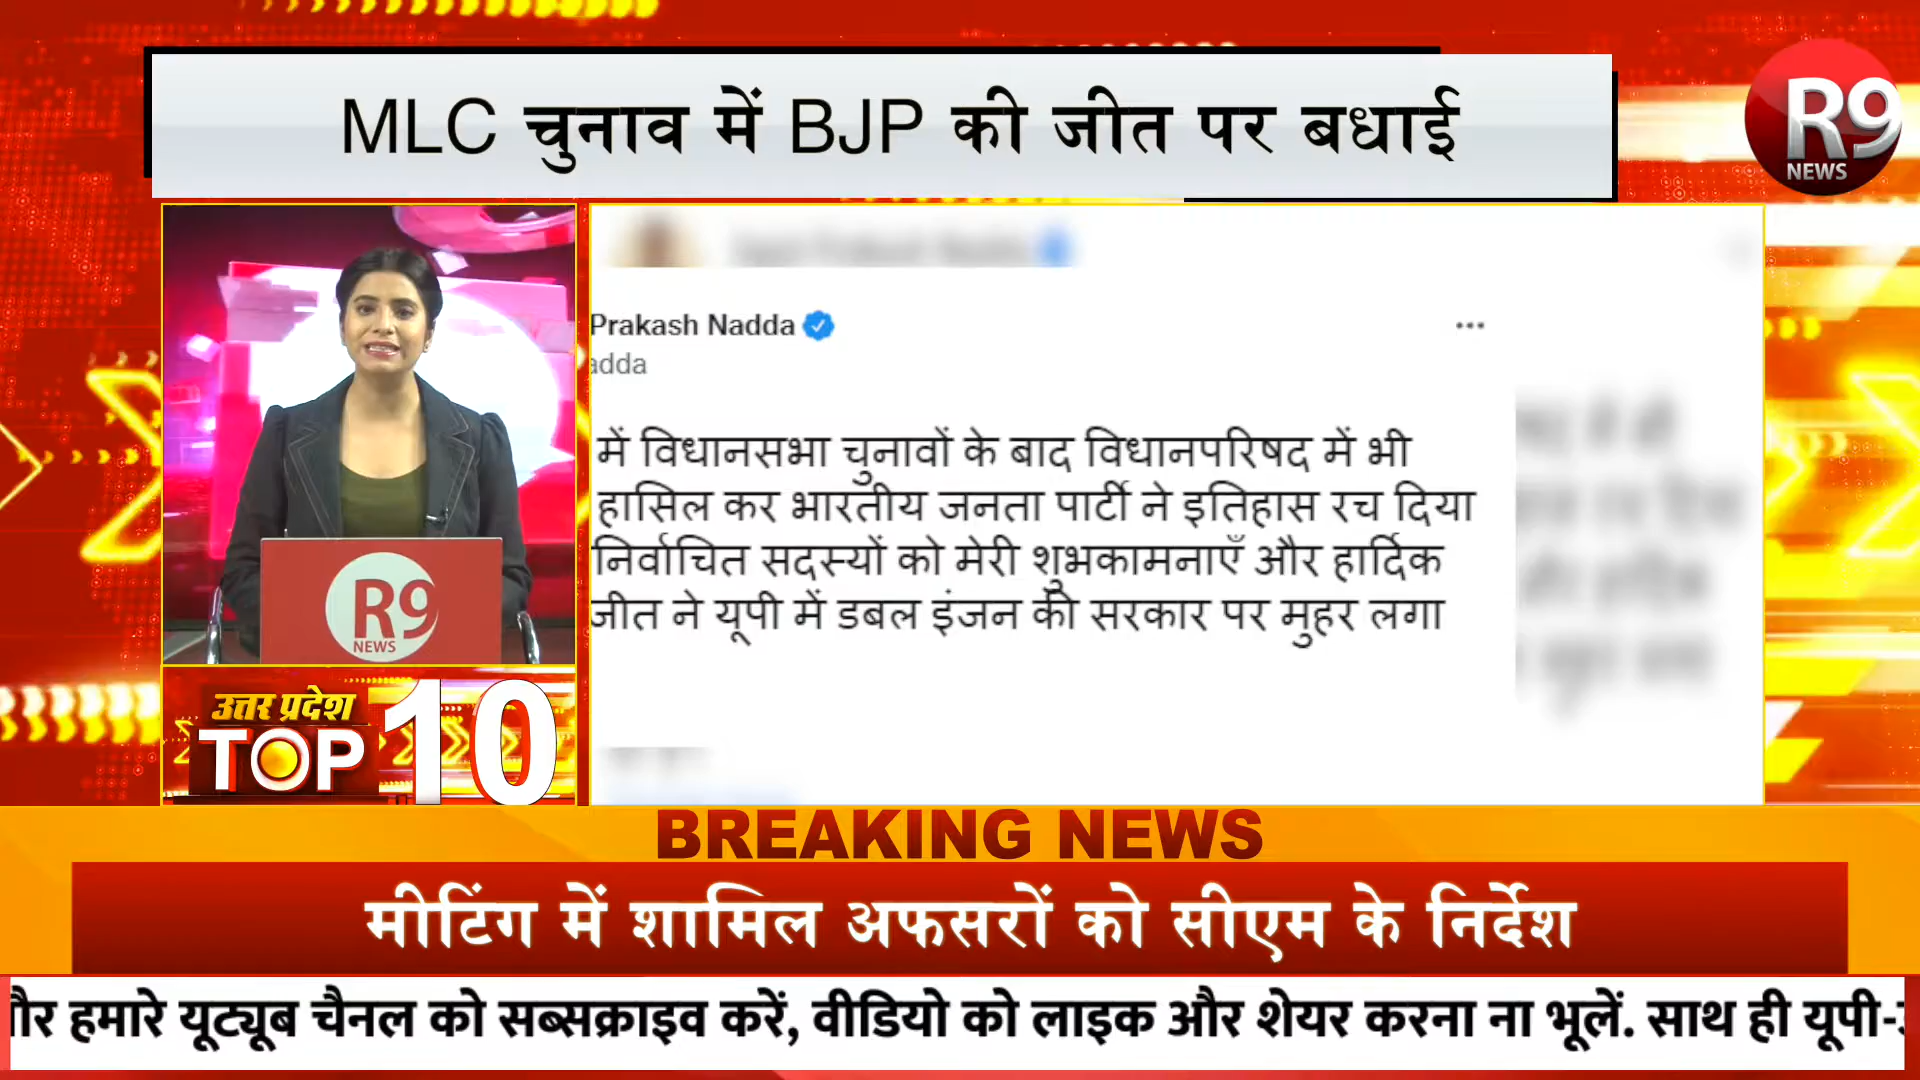 MLC चुनाव में BJP की जीत पर बधाई
R9
NEWS
Prakash Nadda
adda
में विधानसभा चुनावों के बाद विधानपरिषद में भी
हासिल कर भारतीय जनता पार्टी ने इतिहास रच दिया
निर्वाचित सदस्यों को मेरी शुभकामनाएँ और हार्दिक
जीत ने यूपी में डबल इंजन की सरकार पर मुहर लगा
R9
NEWS
उत्तर प्रदेश
TOP 10
BREAKING NEWS
मीटिंग में शामिल अफसरों को सीएम के निर्देश
हमारे यूट्यूब चैनल को सब्सक्राइब करें, वीडियो को लाइक और शेयर करना ना भूलें. साथ ही यूपी-